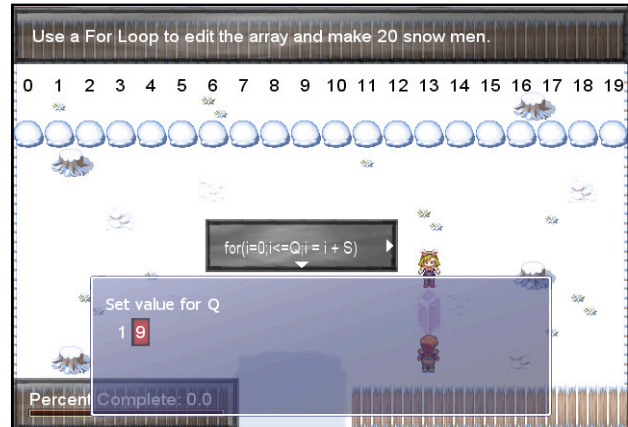 Use a For Loop to edit the array and make 20 snow men.
0 1 2 3 4 5 6 7 8 9 10 11 12 13 14 15 16 17 18 19
for(i=0;i<=Q;i = i + S)
Set value for Q
1 9
Percent Complete: 0.0